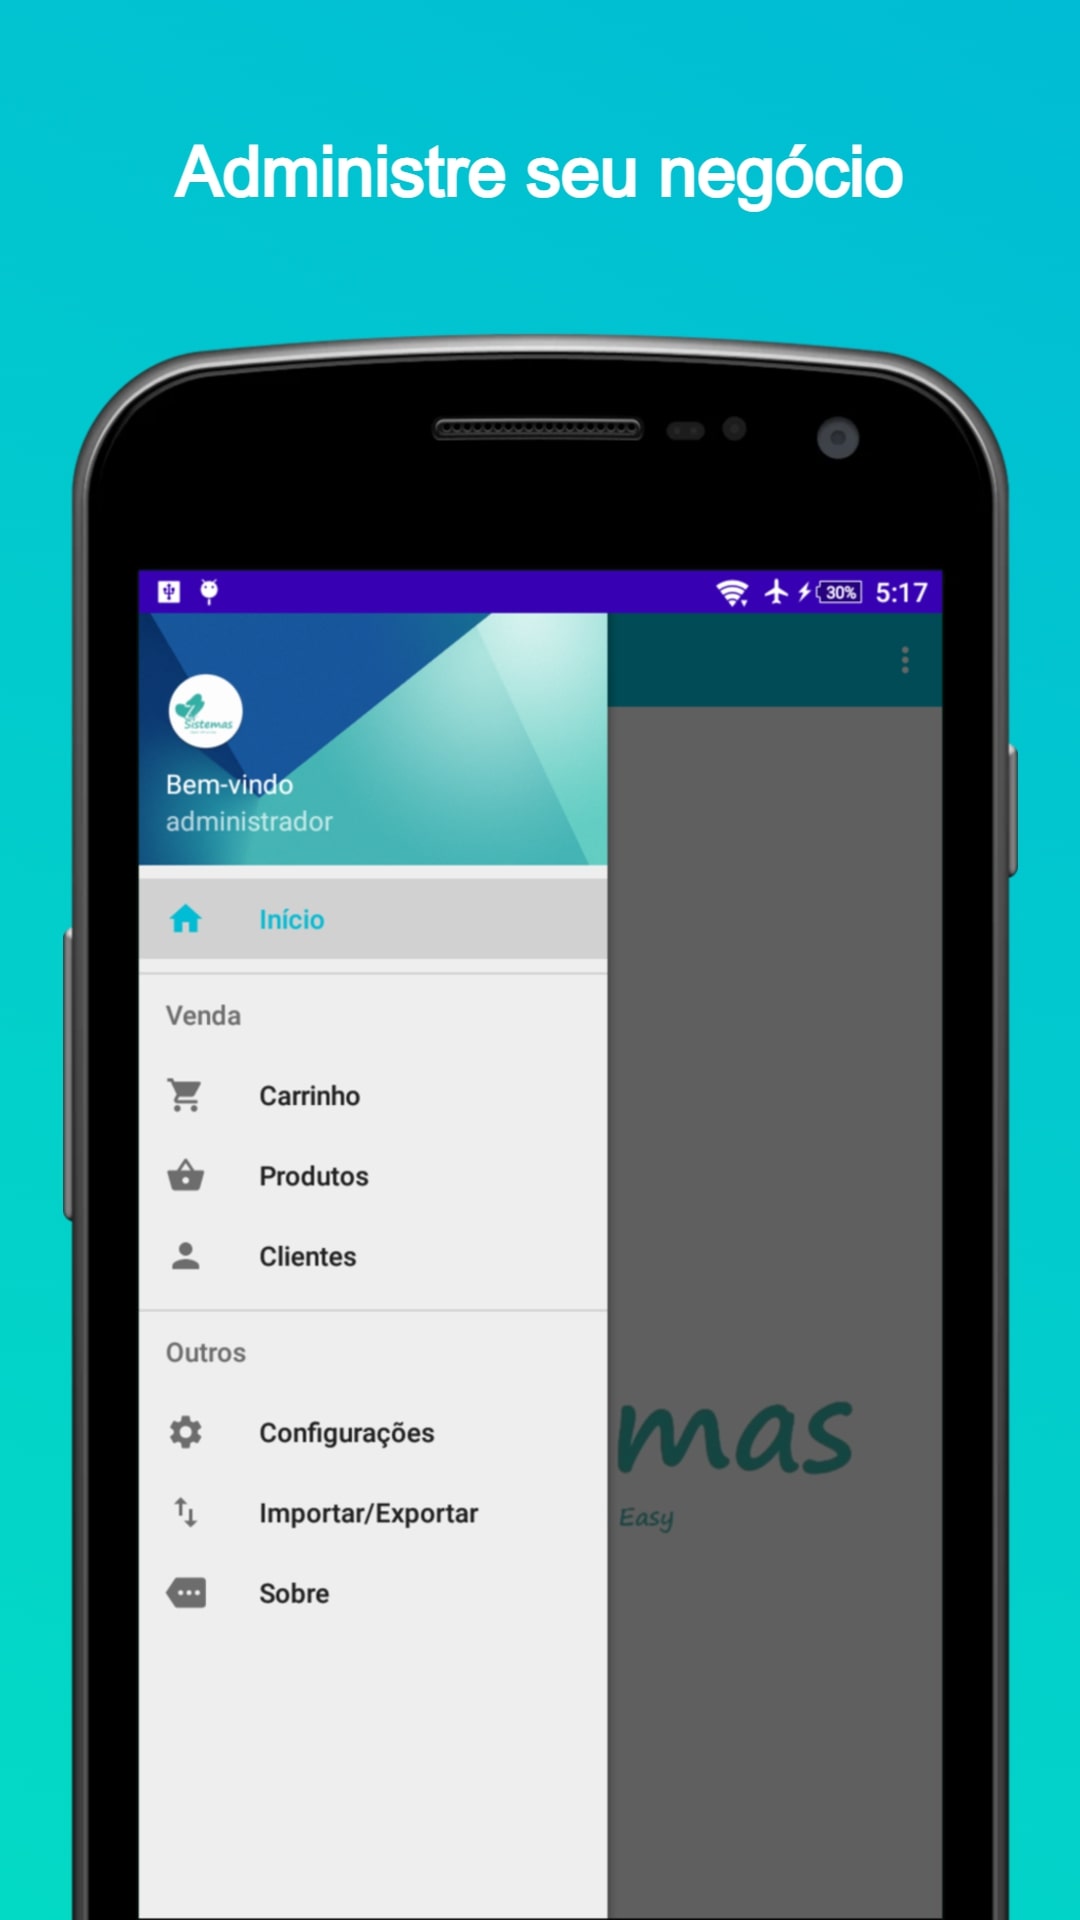 Administre seu negócio
30%
5:17
Sistemas
Bem-vindo
administrador
Início
Venda
Carrinho
Produtos
Clientes
Outros
Configurações
Importar/Exportar
Sobre
mas
Easy